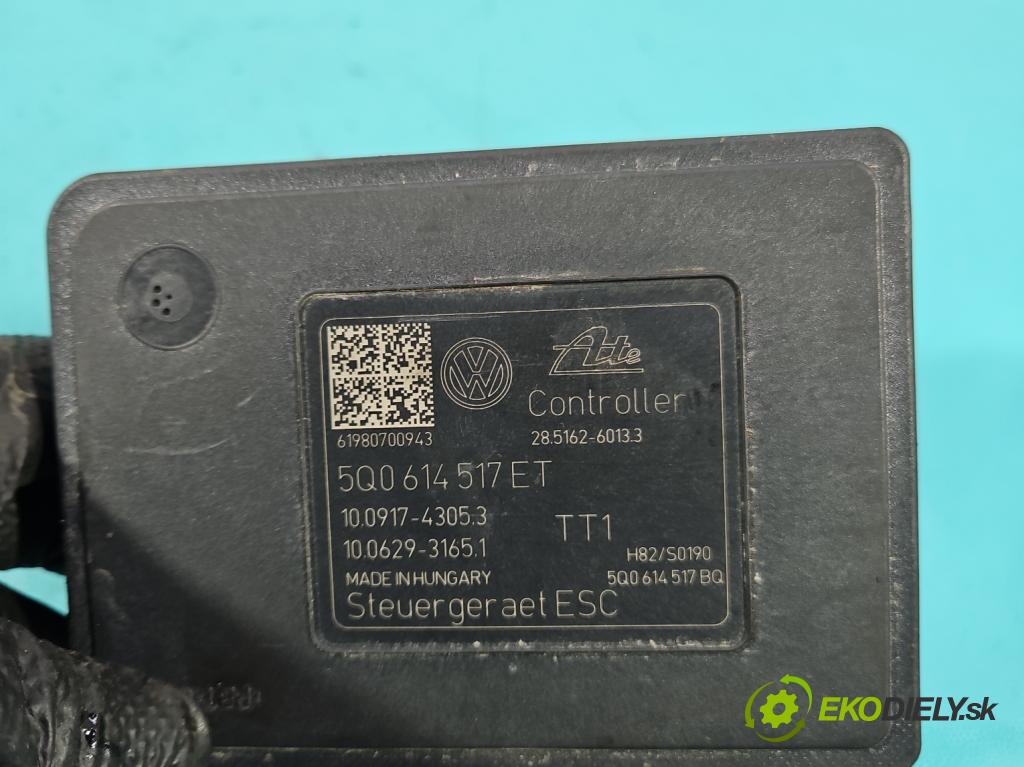 VW
Ate
Controller
61980700943
28.5162-6013.3
5Q0 614 517 ET
10.0917-4305.3
TT1
10.0629-3165.1
H82/S0190
MADE IN HUNGARY
5Q0 614 517 BQ
Steuergeraet ESC
EKODIELY.sk